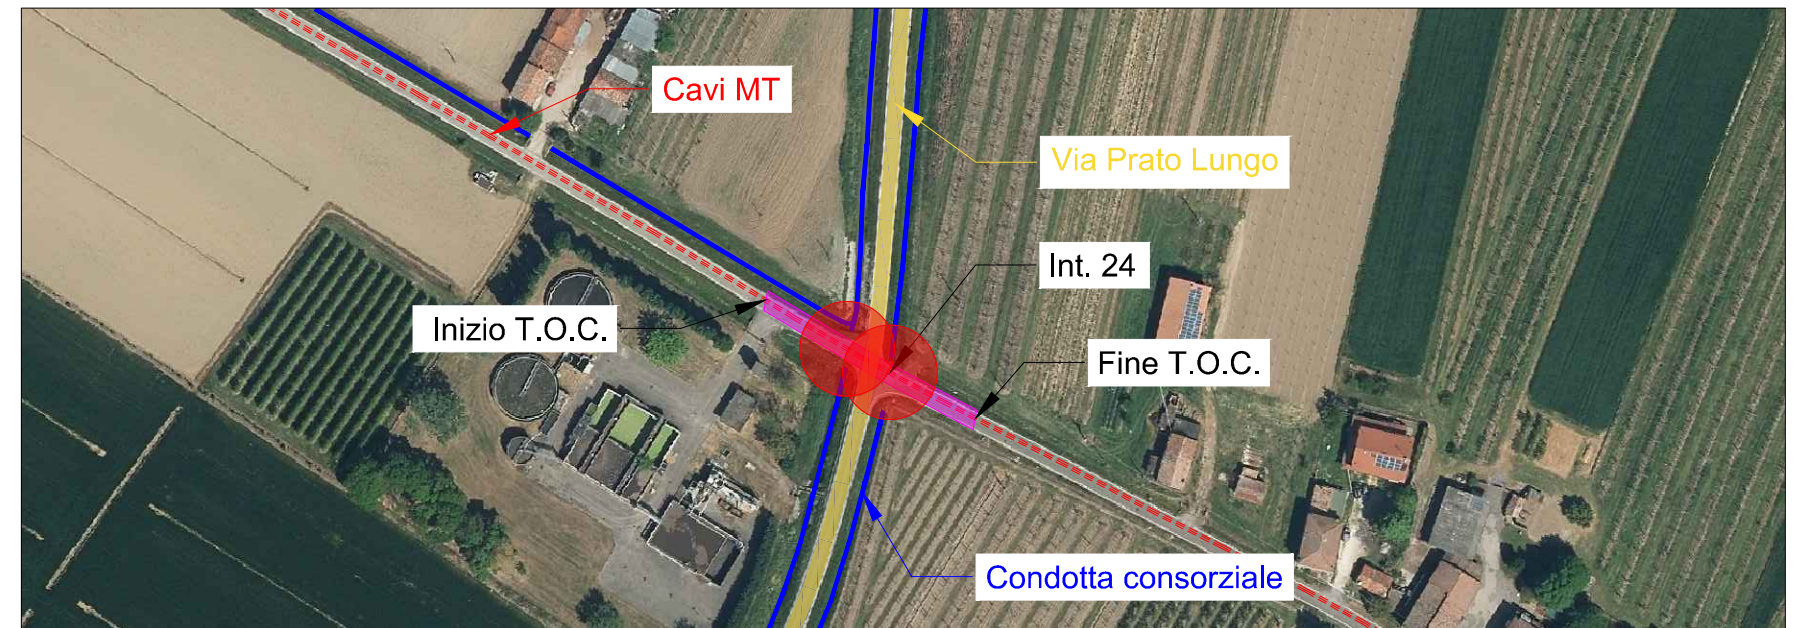 Cavi MT
Via Prato Lungo
Int. 24
Inizio T.O.C.
Fine T.O.C.
Condotta consorziale